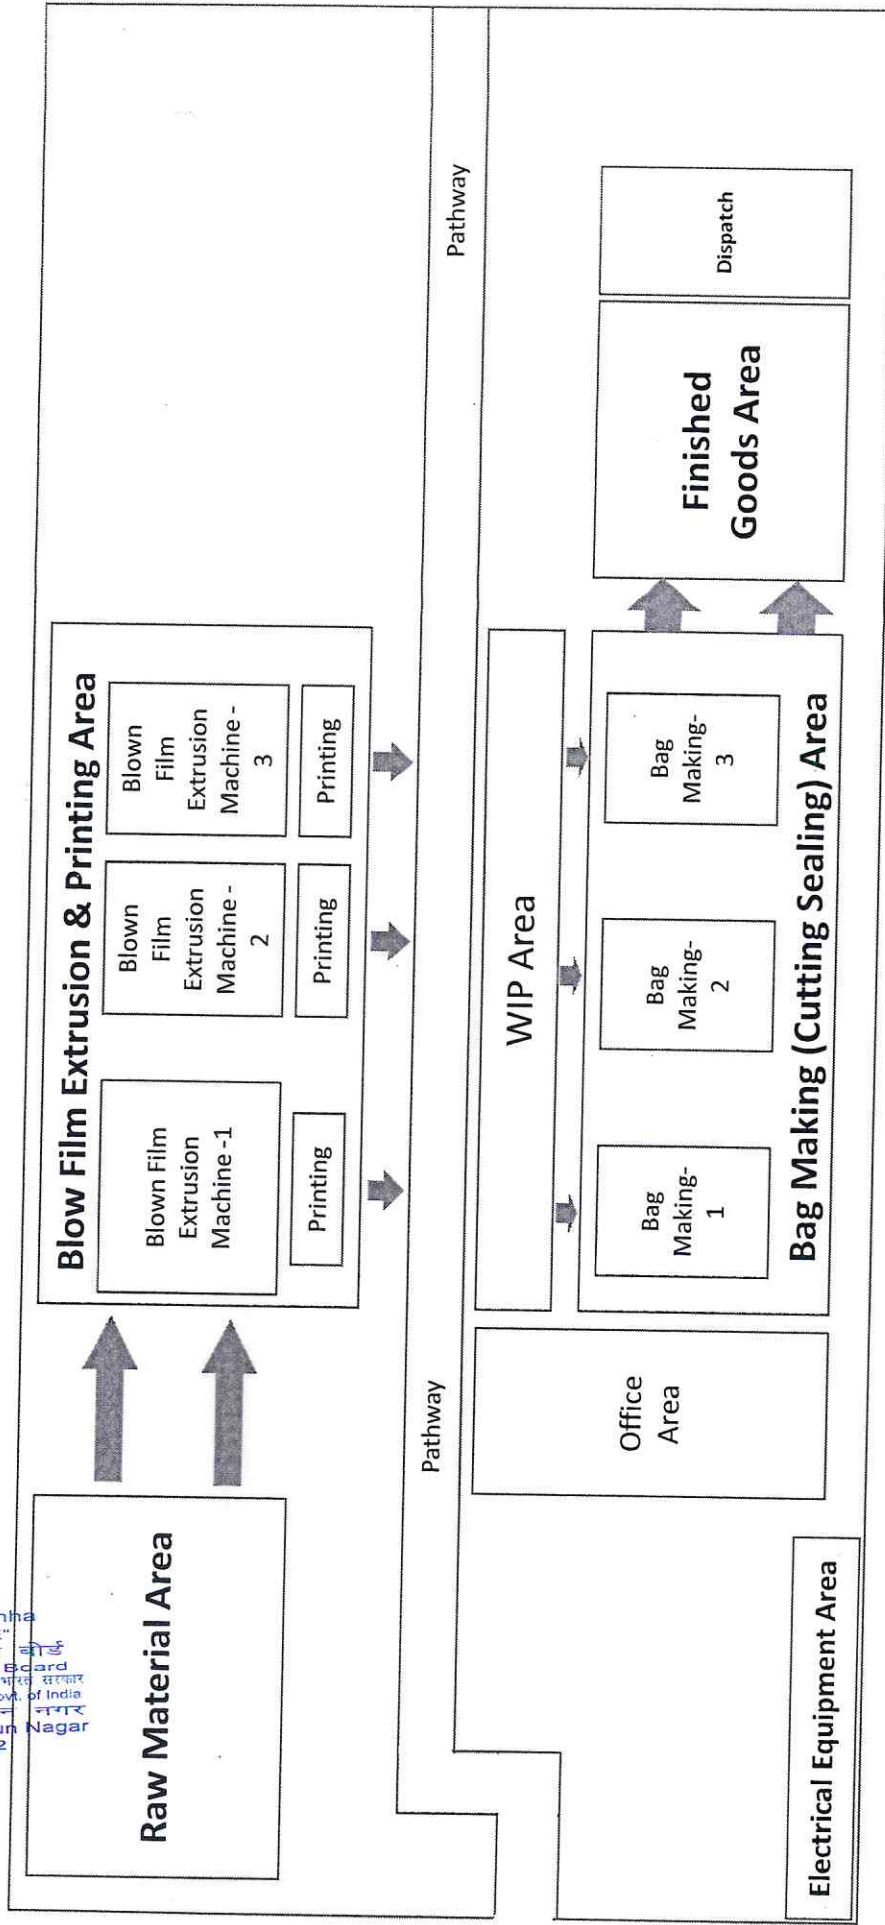 Blow Film Extrusion & Printing Area
Raw Material Area
Blown Film
Extrusion
Machine -1
Printing
Blown
Film
Extrusion
Machine -
2
Printing
Blown
Film
Extrusion
Machine -
3
Printing
Pathway
Pathway
WIP Area
Office
Area
Bag
Making-
1
Bag
Making-
2
Bag
Making-
3
Bag Making (Cutting Sealing) Area
Finished
Goods Area
Dispatch
Electrical Equipment Area
बोर्ड
Board
भारत सरकार
of India
नगर
Nagar